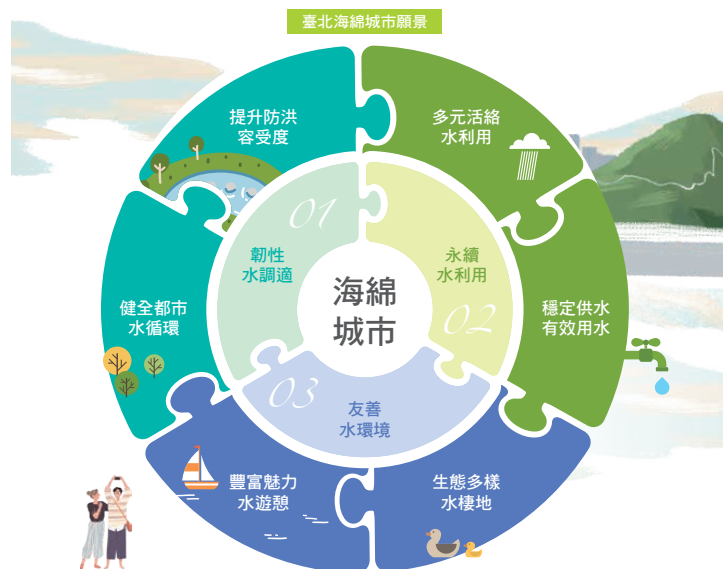 臺北海綿城市願景
提升防洪
容受度
多元活絡
水利用
01
韌性
水調適
永續
水利用
02
海綿
城市
健全都市
水循環
穩定供水
有效用水
03
友善
水環境
豐富魅力
水遊憩
生態多樣
水棲地